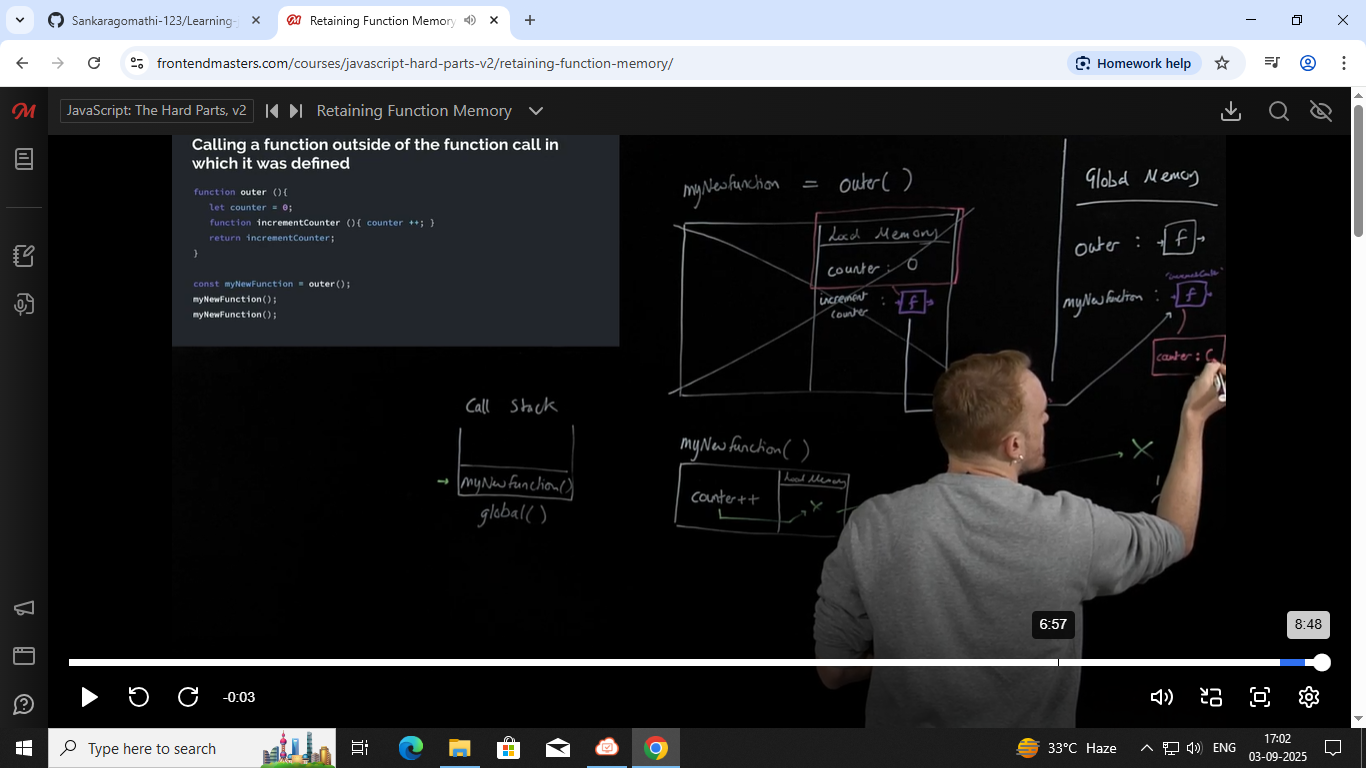 Sankaragomathi-123/Learning-
Retaining Function Memory
frontendmasters.com/courses/javascript-hard-parts-v2/retaining-function-memory/
Homework help
JavaScript: The Hard Parts, v2
Retaining Function Memory
Calling a function outside of the function call in
which it was defined
function outer (){
let counter = 0;
function incrementCounter (){ counter ++; }
return incrementCounter;
}
const myNewFunction = outer();
myNewFunction();
myNewFunction();
myNewFunction = outer( )
Local Memory
counter : 0
increment
counter : f
Global Memory
outer : f
myNewfunction : f
counter :
Call Stack
myNewfunction()
global()
myNewfunction( )
Local Memory
counter++
X
X
6:57
8:48
-0:03
Type here to search
33°C Haze
ENG
17:02
03-09-2025